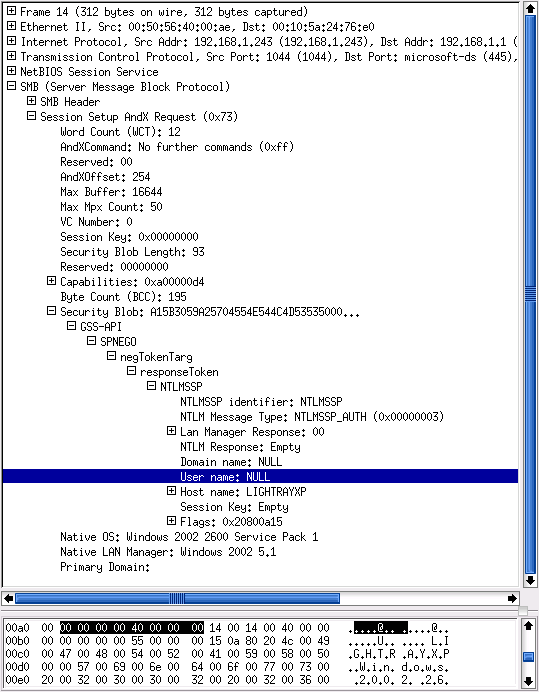 Frame 14 (312 bytes on wire, 312 bytes captured)
Ethernet II, Src: 00:50:56:40:00:ae, Dst: 00:10:5a:24:76:e0
Internet Protocol, Src Addr: 192.168.1.243 (192.168.1.243), Dst Addr: 192.168.1.1 (
Transmission Control Protocol, Src Port: 1044 (1044), Dst Port: microsoft-ds (445),
NetBIOS Session Service
SMB (Server Message Block Protocol)
SMB Header
Session Setup AndX Request (0x73)
Word Count (WCT): 12
AndXCommand: No further commands (0xff)
Reserved: 00
AndXOffset: 254
Max Buffer: 16644
Max Mpx Count: 50
VC Number: 0
Session Key: 0x00000000
Security Blob Length: 93
Reserved: 00000000
Capabilities: 0xa00000d4
Byte Count (BCC): 195
Security Blob: A15B3059A25704554E544C4D53535000...
GSS-API
SPNEGO
negTokenTarg
responseToken
NTLMSSP
NTLMSSP identifier: NTLMSSP
NTLM Message Type: NTLMSSP_AUTH (0x00000003)
Lan Manager Response: 00
NTLM Response: Empty
Domain name: NULL
User name: NULL
Host name: LIGHTRAYXP
Session Key: Empty
Flags: 0x20800a15
Native OS: Windows 2002 2600 Service Pack 1
Native LAN Manager: Windows 2002 5.1
Primary Domain:
00a0 00 00 00 00 00 40 00 00 00 14 00 14 00 40 00 00 .....@.. .....@..
00b0 00 00 00 00 00 55 00 00 00 15 0a 80 20 4c 00 49 .....U.. .... L.I
00c0 00 47 00 48 00 54 00 52 00 41 00 59 00 58 00 50 .G.H.T.R .A.Y.X.P
00d0 00 57 00 69 00 6e 00 64 00 6f 00 77 00 73 00 .W.i.n.d.o.w.s.
00e0 20 00 32 00 30 00 30 00 32 00 20 00 32 00 36 00 .2.0.0. 2. .2.6.